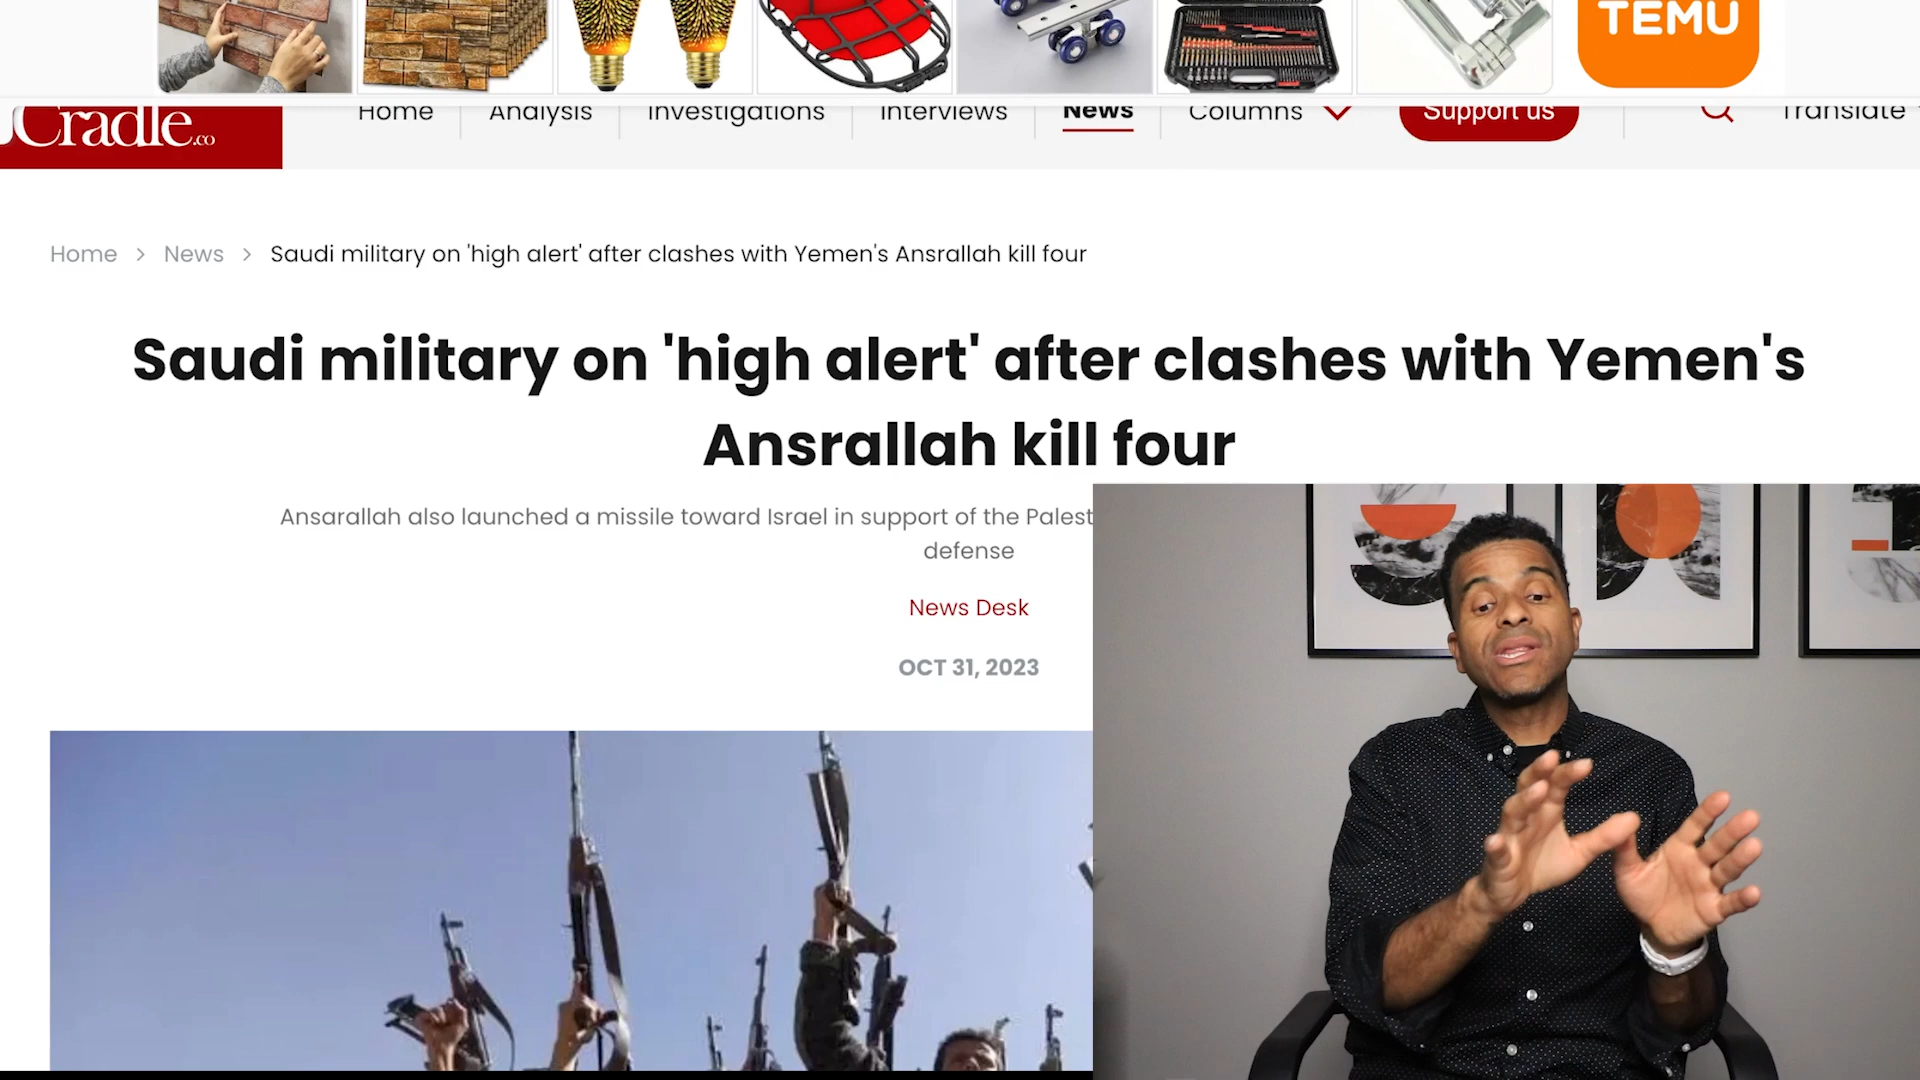 TEMU
Cradle.co
Home Analysis Investigations Interviews News Columns Support us Translate
Home > News > Saudi military on 'high alert' after clashes with Yemen's Ansrallah kill four
Saudi military on 'high alert' after clashes with Yemen's
Ansrallah kill four
Ansarallah also launched a missile toward Israel in support of the Palest
defense
News Desk
OCT 31, 2023